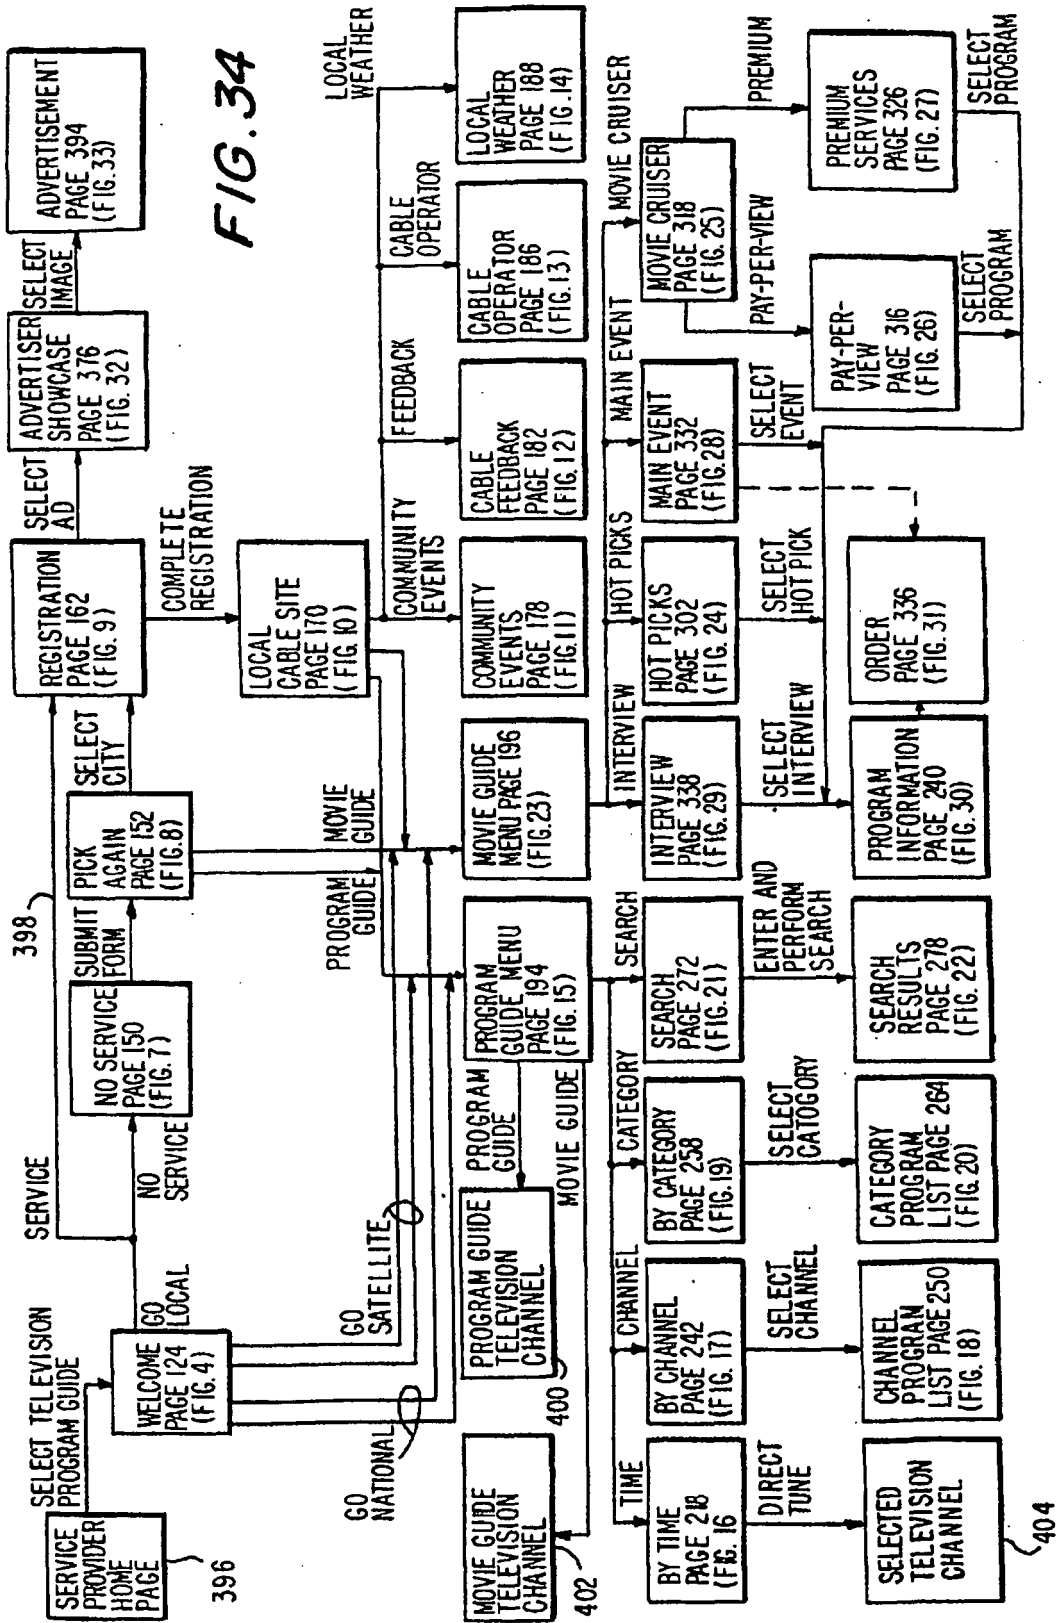 FIG. 34
SELECT TELEVISION
PROGRAM GUIDE
SERVICE
PROVIDER
HOME
PAGE
396
WELCOME
PAGE 124
(FIG. 4)
GO LOCAL
SERVICE
NO SERVICE
398
NO SERVICE
PAGE 150
(FIG. 7)
SUBMIT
FORM
PICK
AGAIN
PAGE 152
(FIG. 8)
SELECT
CITY
REGISTRATION
PAGE 162
(FIG. 9)
SELECT
AD
ADVERTISER
SHOWCASE
PAGE 376
(FIG. 32)
SELECT
IMAGE
ADVERTISEMENT
PAGE 394
(FIG. 33)
COMPLETE
REGISTRATION
LOCAL
CABLE SITE
PAGE 170
(FIG. 10)
GO
NATIONAL
GO
SATELLITE
PROGRAM
GUIDE
MOVIE
GUIDE
COMMUNITY
EVENTS
FEEDBACK
CABLE
OPERATOR
LOCAL
WEATHER
MOVIE GUIDE
TELEVISION
CHANNEL
402
PROGRAM GUIDE
TELEVISION
CHANNEL
400
PROGRAM
GUIDE
MOVIE GUIDE
PROGRAM
GUIDE MENU
PAGE 194
(FIG. 15)
MOVIE GUIDE
MENU PAGE 196
(FIG. 23)
COMMUNITY
EVENTS
PAGE 178
(FIG. 11)
CABLE
FEEDBACK
PAGE 182
(FIG. 12)
CABLE
OPERATOR
PAGE 186
(FIG. 13)
LOCAL
WEATHER
PAGE 188
(FIG. 14)
TIME
CHANNEL
CATEGORY
SEARCH
INTERVIEW
HOT PICKS
MAIN EVENT
MOVIE CRUISER
BY TIME
PAGE 218
(FIG. 16
BY CHANNEL
PAGE 242
(FIG. 17)
BY CATEGORY
PAGE 258
(FIG. 19)
SEARCH
PAGE 272
(FIG. 21)
INTERVIEW
PAGE 338
(FIG. 29)
HOT PICKS
PAGE 302
(FIG. 24)
MAIN EVENT
PAGE 332
(FIG. 28)
MOVIE CRUISER
PAGE 318
(FIG. 25)
PAY-PER-VIEW
PREMIUM
DIRECT
TUNE
SELECT
CHANNEL
SELECT
CATOGORY
ENTER AND
PERFORM
SEARCH
SELECT
INTERVIEW
SELECT
HOT PICK
SELECT
EVENT
PAY-PER-
VIEW
PAGE 316
(FIG. 26)
PREMIUM
SERVICES
PAGE 326
(FIG. 27)
SELECT
PROGRAM
SELECT
PROGRAM
SELECTED
TELEVISION
CHANNEL
404
CHANNEL
PROGRAM
LIST PAGE 250
(FIG. 18)
CATEGORY
PROGRAM
LIST PAGE 264
(FIG. 20)
SEARCH
RESULTS
PAGE 278
(FIG. 22)
PROGRAM
INFORMATION
PAGE 240
(FIG. 30)
ORDER
PAGE 336
(FIG. 31)